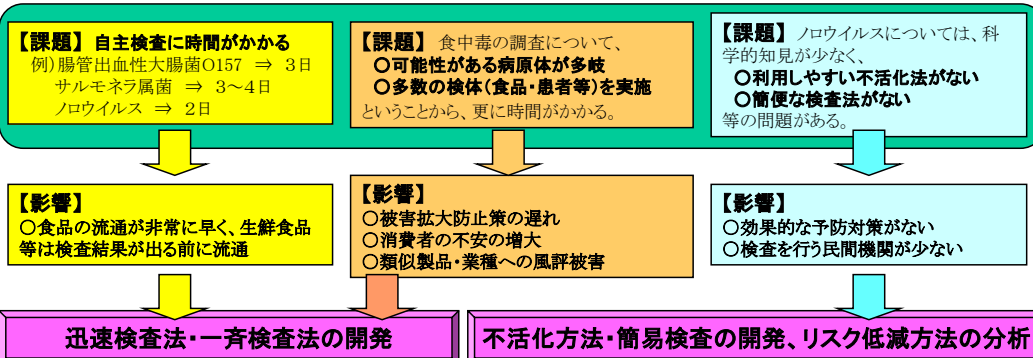 【課題】 自主検査に時間がかかる
例)腸管出血性大腸菌O157 ⇒ 3日
サルモネラ属菌 ⇒ 3～4日
ノロウイルス ⇒ 2日
【課題】 食中毒の調査について、
○可能性がある病原体が多岐
○多数の検体(食品・患者等)を実施
ということから、更に時間がかかる。
【課題】 ノロウイルスについては、科
学的知見が少なく、
○利用しやすい不活化法がない
○簡便な検査法がない
等の問題がある。
【影響】
○食品の流通が非常に早く、生鮮食品
等は検査結果が出る前に流通
【影響】
○被害拡大防止策の遅れ
○消費者の不安の増大
○類似製品・業種への風評被害
【影響】
○効果的な予防対策がない
○検査を行う民間機関が少ない
迅速検査法・一斉検査法の開発
不活化方法・簡易検査の開発、リスク低減方法の分析